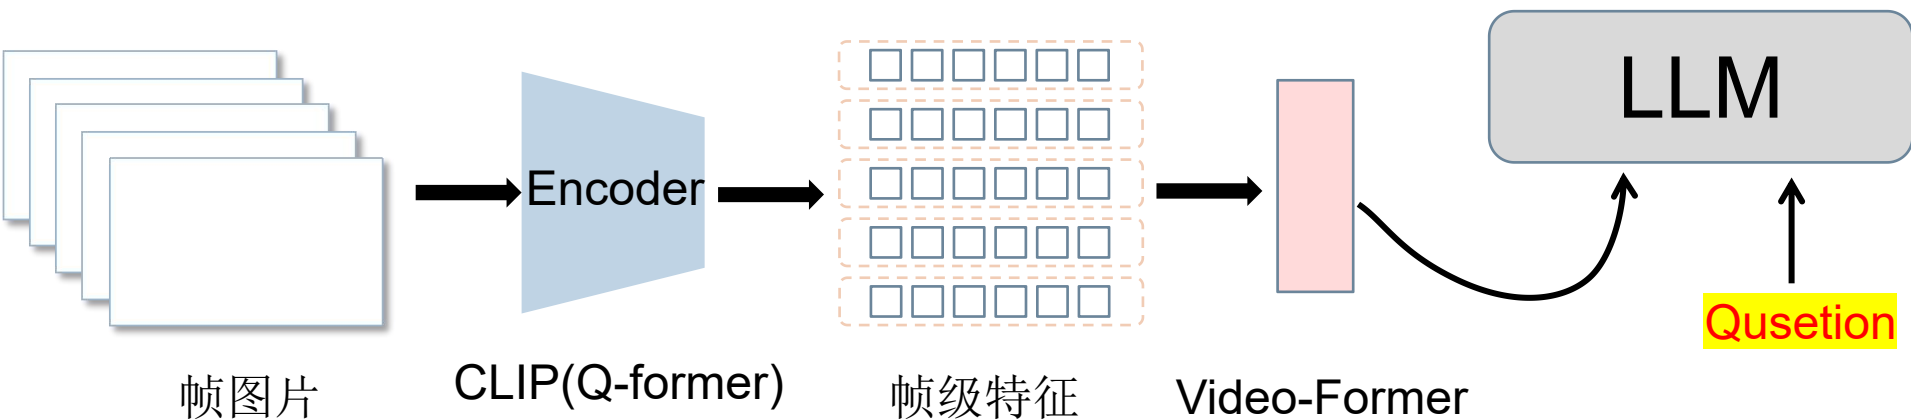 帧图片
Encoder
CLIP(Q-former)
帧级特征
Video-Former
LLM
Qusetion